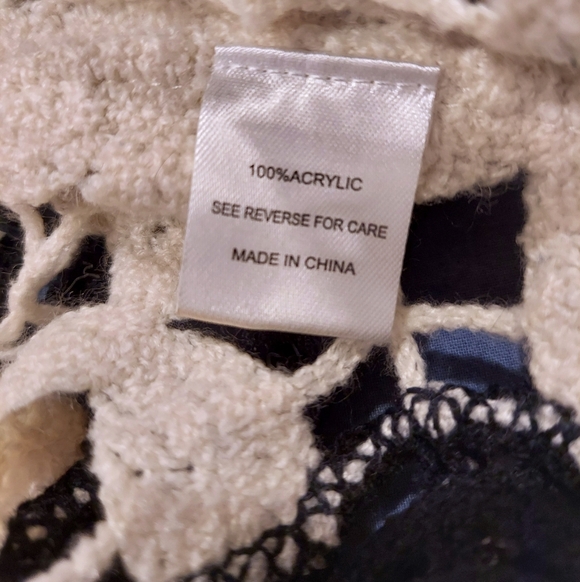 100%ACRYLIC
SEE REVERSE FOR CARE
MADE IN CHINA